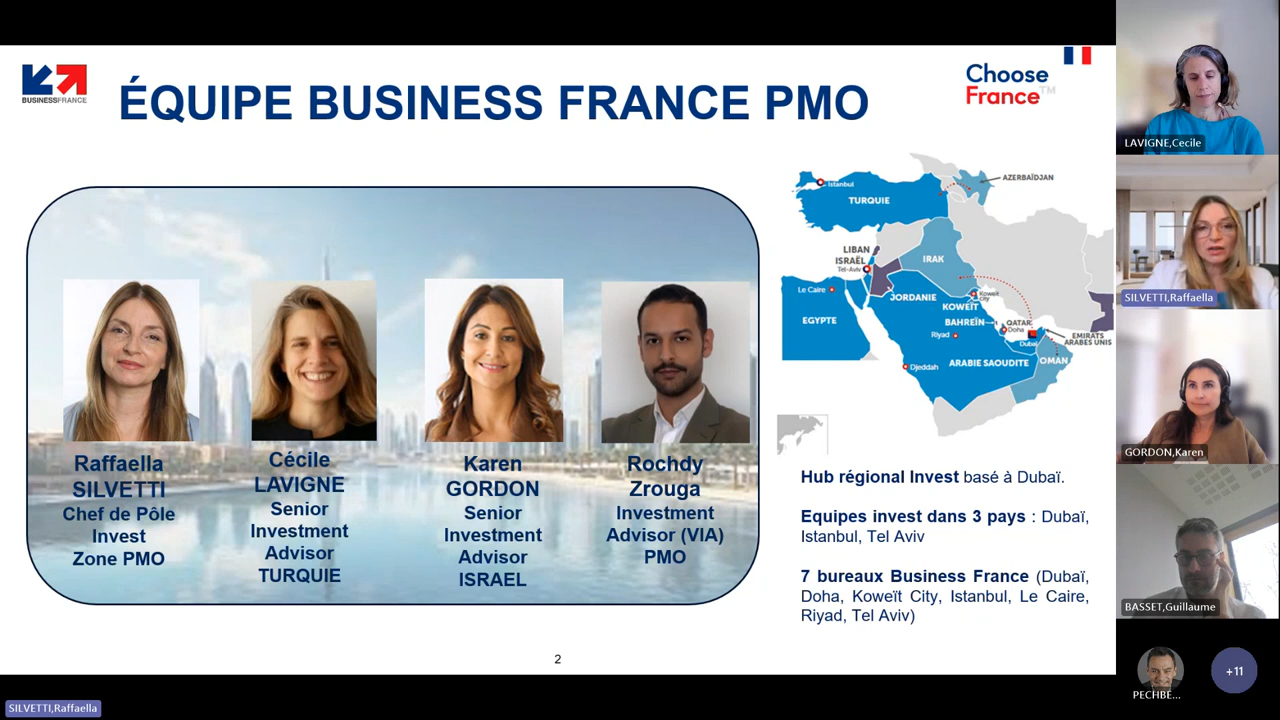 BUSINESSFRANCE
ÉQUIPE BUSINESS FRANCE PMO
Choose
France™
Raffaella
SILVETTI
Chef de Pôle
Invest
Zone PMO
Cécile
LAVIGNE
Senior
Investment
Advisor
TURQUIE
Karen
GORDON
Senior
Investment
Advisor
ISRAEL
Rochdy
Zrouga
Investment
Advisor (VIA)
PMO
AZERBAÏDJAN
Istanbul
TURQUIE
LIBAN
ISRAËL
Tel-Aviv
IRAK
Le Caire
JORDANIE
KOWEÏT
Koweit
City
EGYPTE
BAHREÏN
QATAR
Doha
Riyad
Dubaï
EMIRATS
ARABES UNIS
ARABIE SAOUDITE
OMAN
Djeddah
Hub régional Invest basé à Dubaï.
Equipes invest dans 3 pays : Dubaï,
Istanbul, Tel Aviv
7 bureaux Business France (Dubaï,
Doha, Koweït City, Istanbul, Le Caire,
Riyad, Tel Aviv)
2
LAVIGNE,Cecile
SILVETTI,Raffaella
GORDON,Karen
BASSET,Guillaume
PECHBE...
+11
SILVETTI,Raffaella